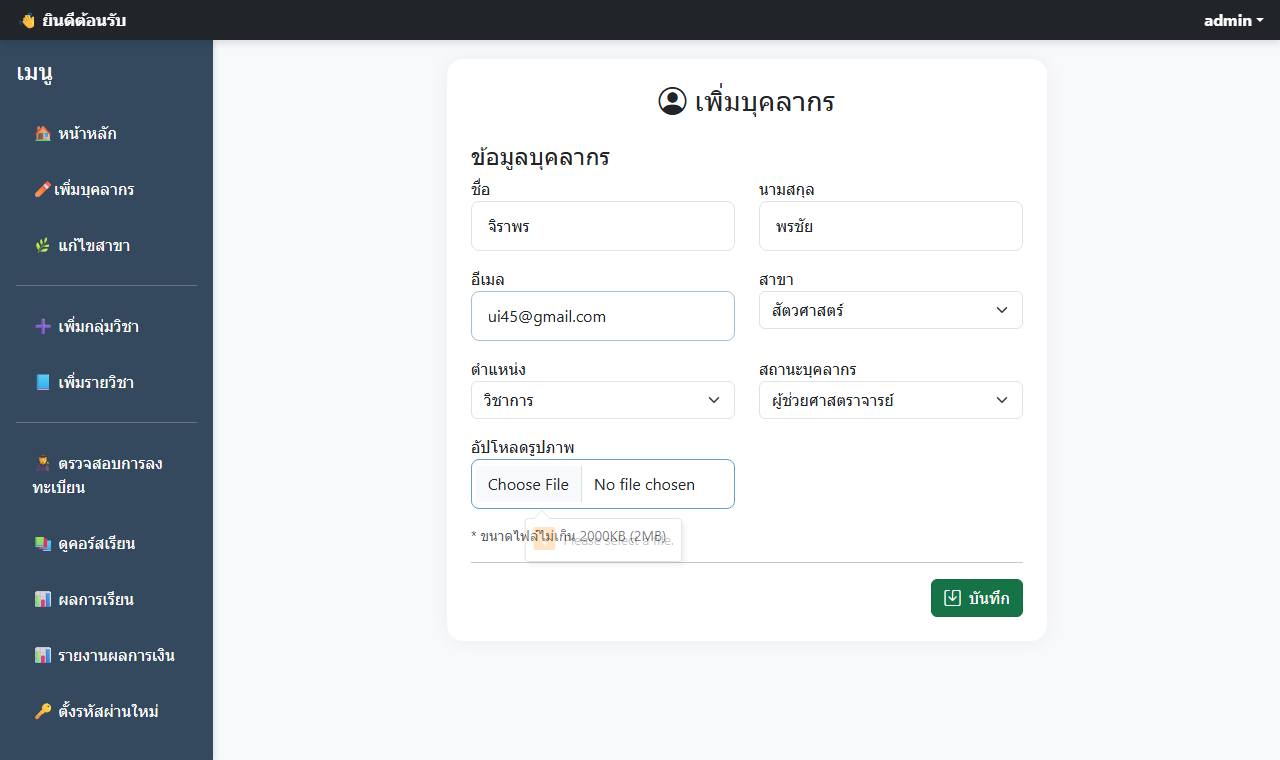 👋 ยินดีต้อนรับ
admin
เมนู
🏠 หน้าหลัก
เพิ่มบุคลากร
🌿 แก้ไขสาขา
➕ เพิ่มกลุ่มวิชา
📘 เพิ่มรายวิชา
ตรวจสอบการลง
ทะเบียน
📚 ดูคอร์สเรียน
📊 ผลการเรียน
📊 รายงานผลการเงิน
🔑 ตั้งรหัสผ่านใหม่
เพิ่มบุคลากร
ข้อมูลบุคลากร
ชื่อ
นามสกุล
จิราพร
พรชัย
อีเมล
สาขา
ui45@gmail.com
สัตวศาสตร์
ตำแหน่ง
สถานะบุคลากร
วิชาการ
ผู้ช่วยศาสตราจารย์
อัปโหลดรูปภาพ
Choose File
No file chosen
* ขนาดไฟล์ไม่เกิน 2000KB (2MB)
Please select a file.
บันทึก